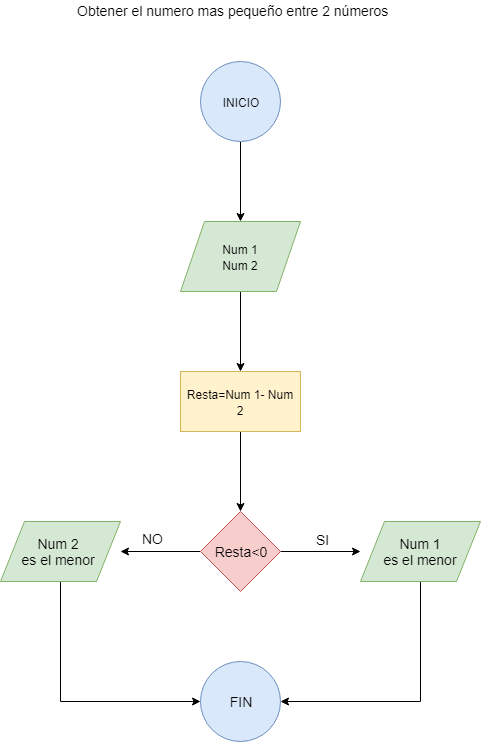 Obtener el numero mas pequeño entre 2 números
INICIO
Num 1
Num 2
Resta=Num 1- Num
2
NO
Resta<0
SI
Num 2
es el menor
Num 1
es el menor
FIN